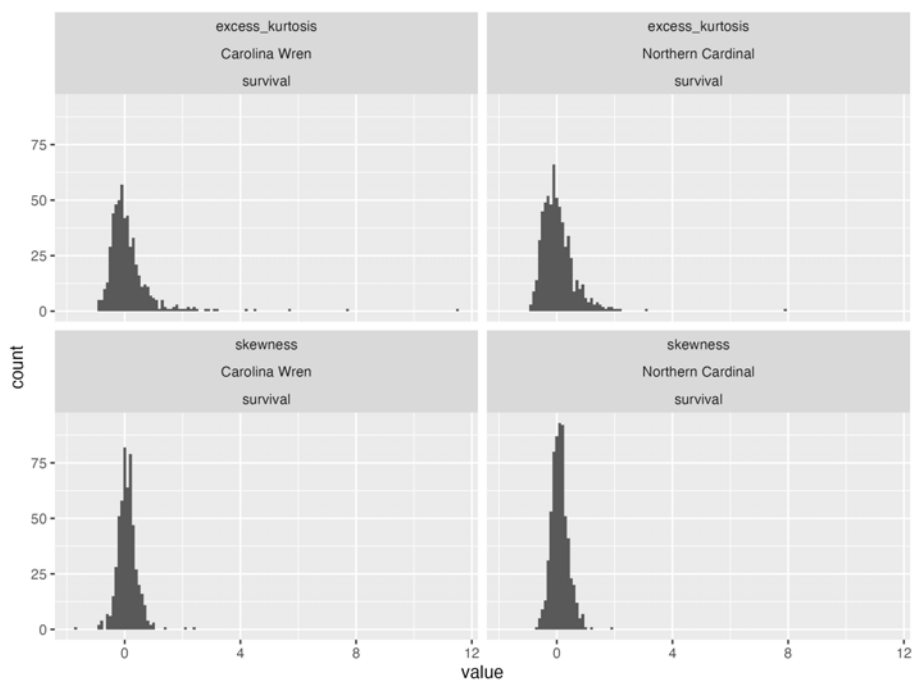 excess_kurtosis
Carolina Wren
survival
excess_kurtosis
Northern Cardinal
survival
75
50
25
0
skewness
Carolina Wren
survival
skewness
Northern Cardinal
survival
75
50
25
0
count
0 4 8 12 0 4 8 12
value